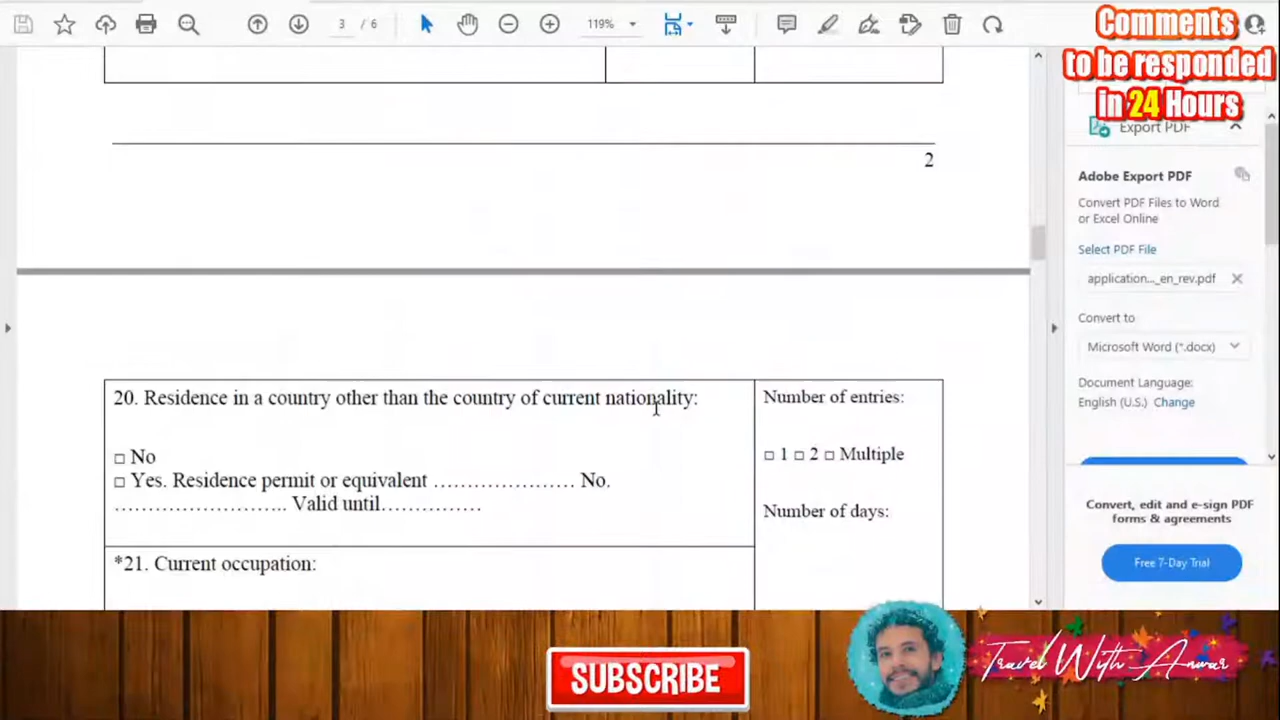 3 / 6
119%
Comments
to be responded
in 24 Hours
Export PDF
2
Adobe Export PDF
Convert PDF Files to Word
or Excel Online
Select PDF File
application..._en_rev.pdf
Convert to
Microsoft Word (*.docx)
Document Language:
English (U.S.) Change
20. Residence in a country other than the country of current nationality:
□ No
□ Yes. Residence permit or equivalent ………………… No.
…………………….. Valid until……………
*21. Current occupation:
Number of entries:
□ 1 □ 2 □ Multiple
Number of days:
Convert, edit and e-sign PDF
forms & agreements
Free 7-Day Trial
SUBSCRIBE
Travel With Anwar